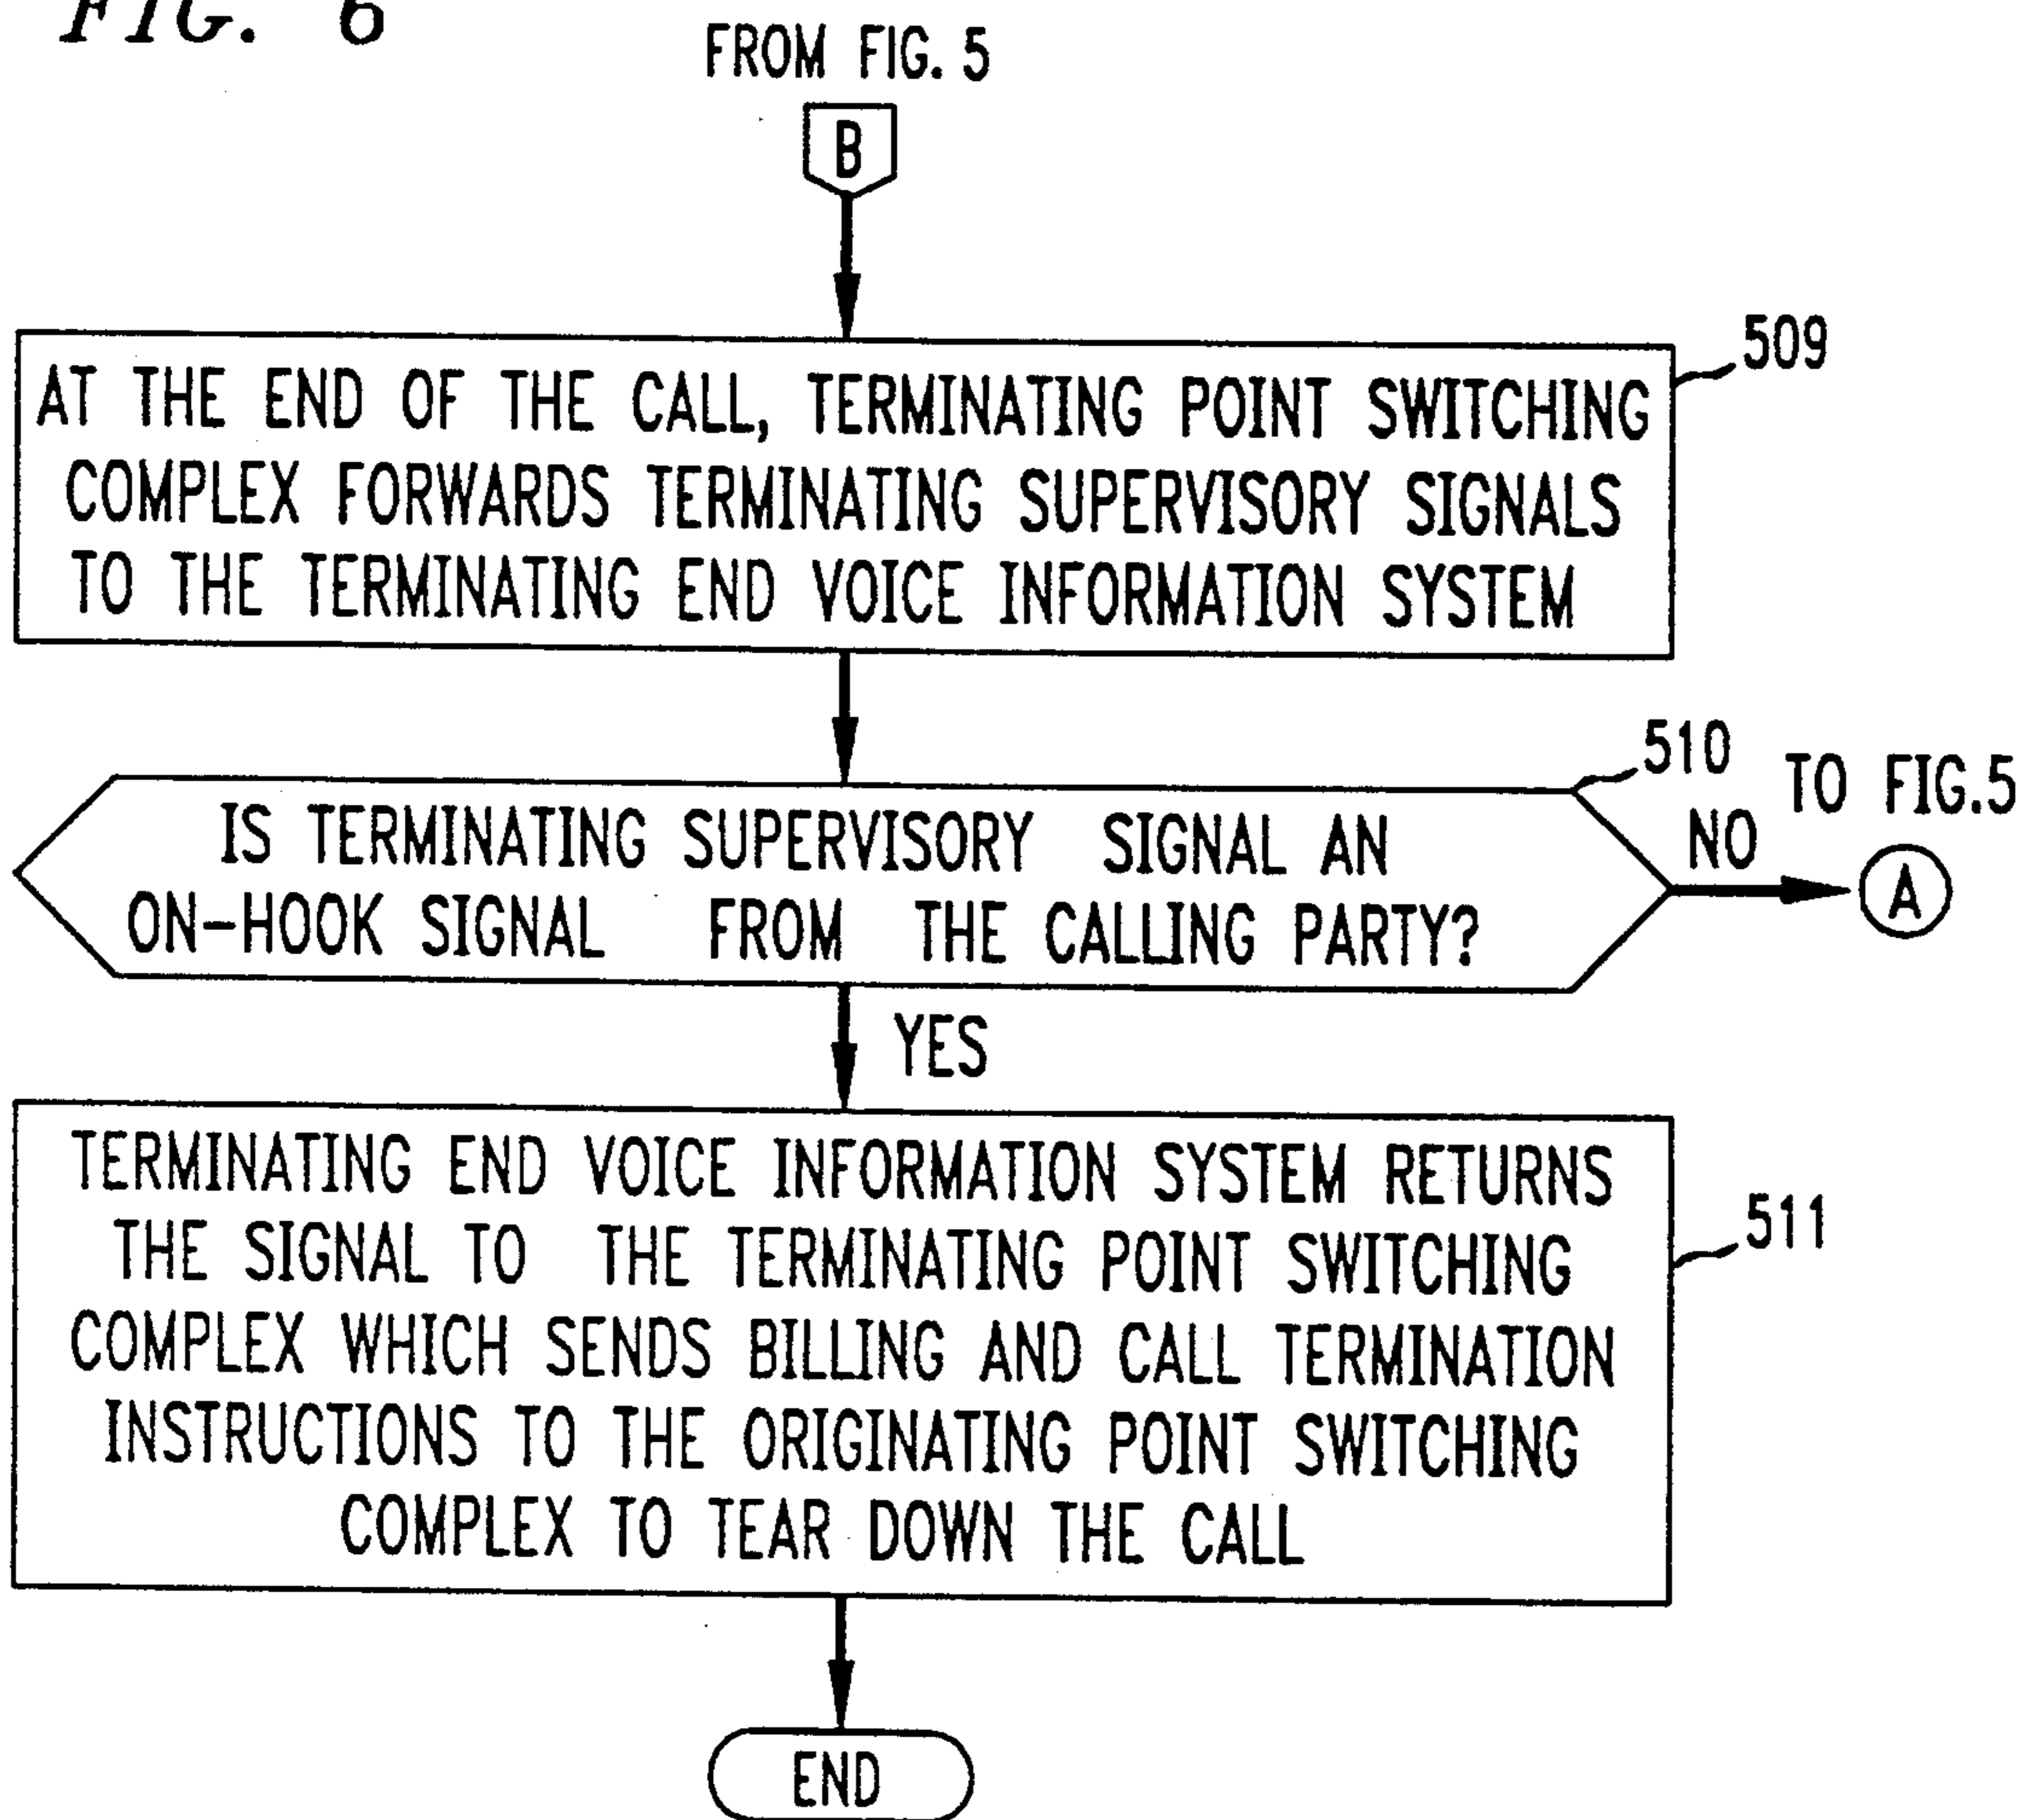 FIG. 6
FROM FIG. 5
B
AT THE END OF THE CALL, TERMINATING POINT SWITCHING
COMPLEX FORWARDS TERMINATING SUPERVISORY SIGNALS
TO THE TERMINATING END VOICE INFORMATION SYSTEM
509
IS TERMINATING SUPERVISORY SIGNAL AN
ON-HOOK SIGNAL FROM THE CALLING PARTY?
510
TO FIG.5
NO
A
YES
TERMINATING END VOICE INFORMATION SYSTEM RETURNS
THE SIGNAL TO THE TERMINATING POINT SWITCHING
COMPLEX WHICH SENDS BILLING AND CALL TERMINATION
INSTRUCTIONS TO THE ORIGINATING POINT SWITCHING
COMPLEX TO TEAR DOWN THE CALL
511
END